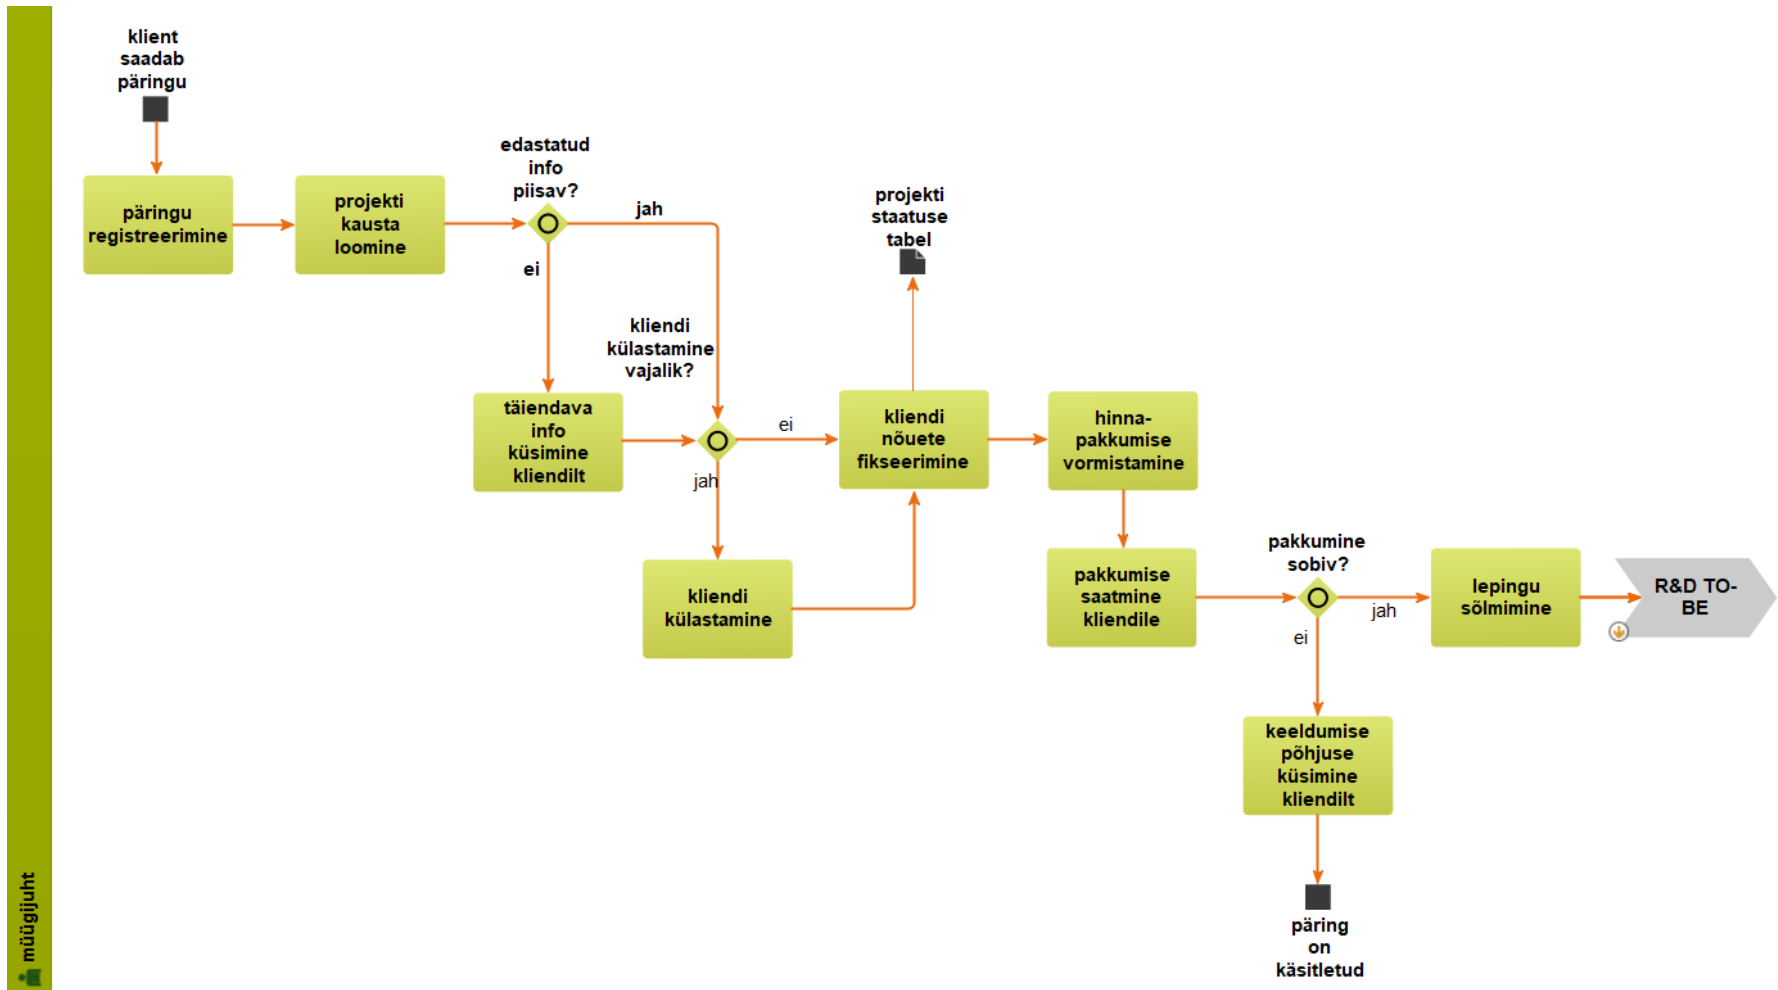 klient
saadab
päringu
päringu
registreerimine
projekti
kausta
loomine
edastatud
info
piisav?
jah
ei
täiendava
info
küsimine
kliendilt
kliendi
külastamine
vajalik?
ei
jah
kliendi
külastamine
projekti
staatuse
tabel
kliendi
nõuete
fikseerimine
hinna-
pakkumise
vormistamine
pakkumise
saatmine
kliendile
pakkumine
sobiv?
jah
ei
lepingu
sõlmimine
R&D TO-
BE
keeldumise
põhjuse
küsimine
kliendilt
päring
on
käsitletud
müügijuht